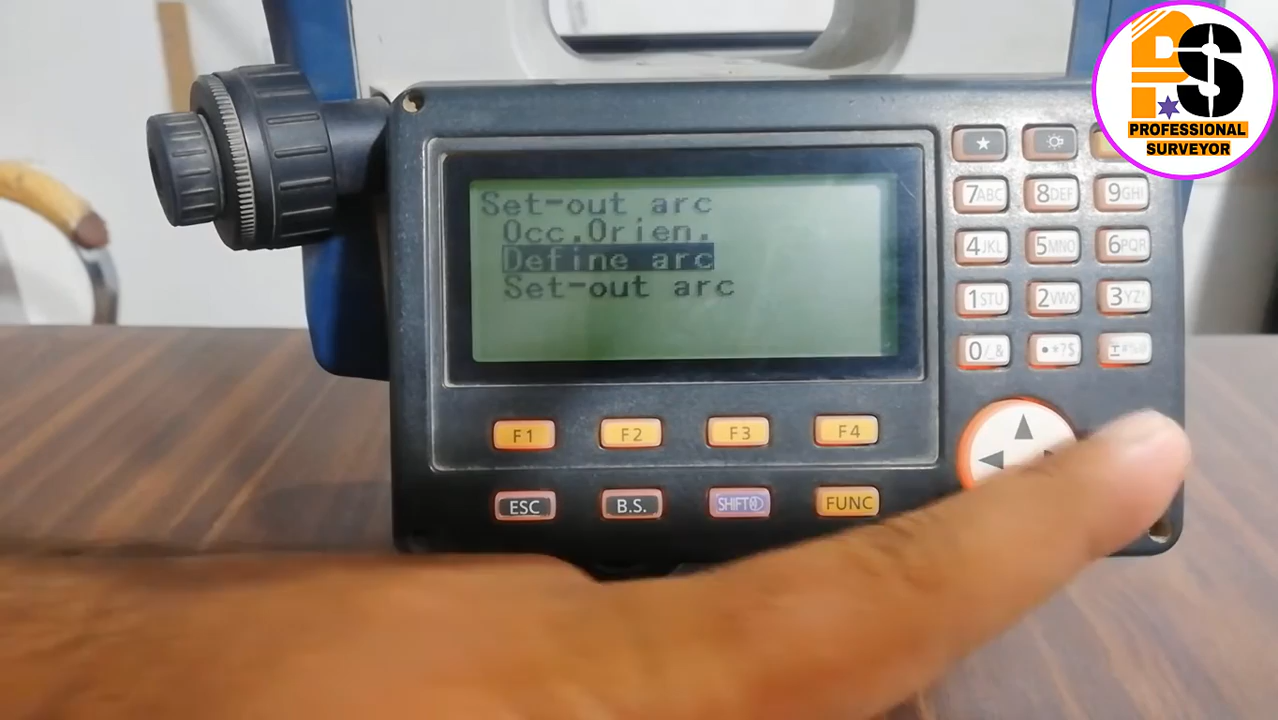 PS
PROFESSIONAL
SURVEYOR
Set-out arc
Occ.Orien.
Define arc
Set-out arc
★
7ABC 8DEF 9GHI
4JKL 5MNO 6PQR
1STU 2VWX 3YZ
0/_& •*?$
F1 F2 F3 F4
ESC B.S. SHIFT FUNC